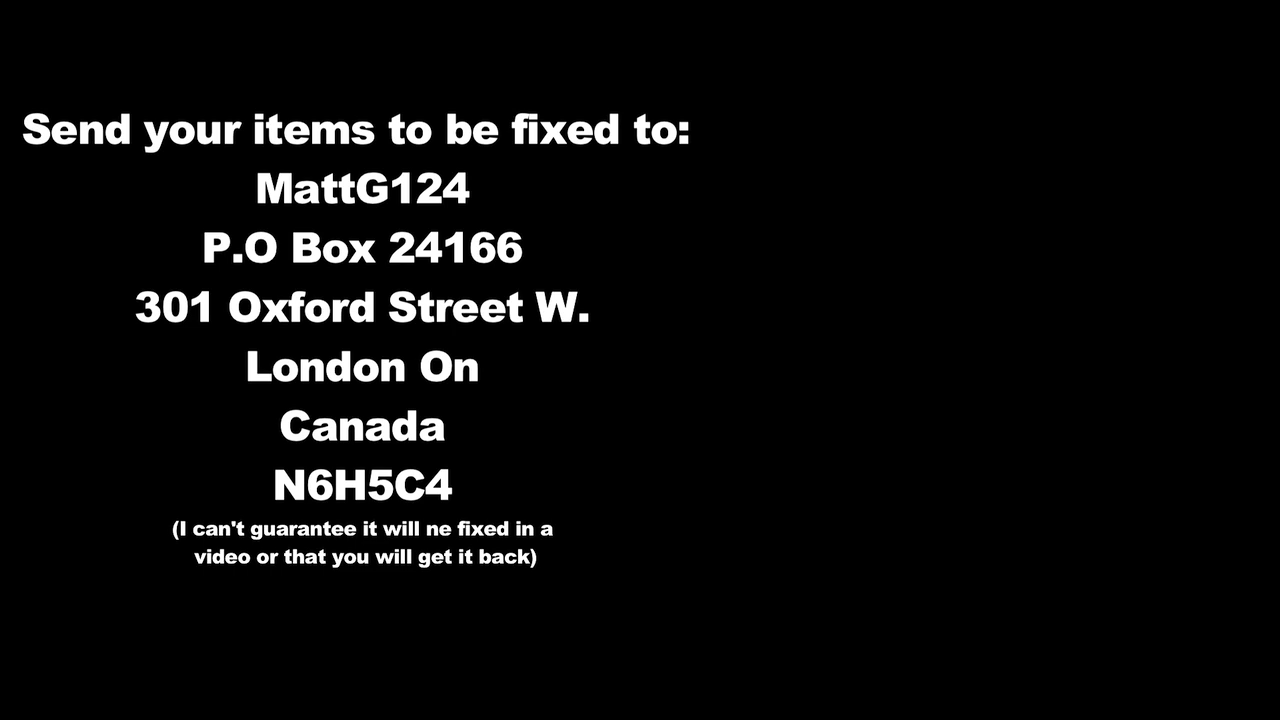 Send your items to be fixed to:
MattG124
P.O Box 24166
301 Oxford Street W.
London On
Canada
N6H5C4
(I can't guarantee it will ne fixed in a
video or that you will get it back)